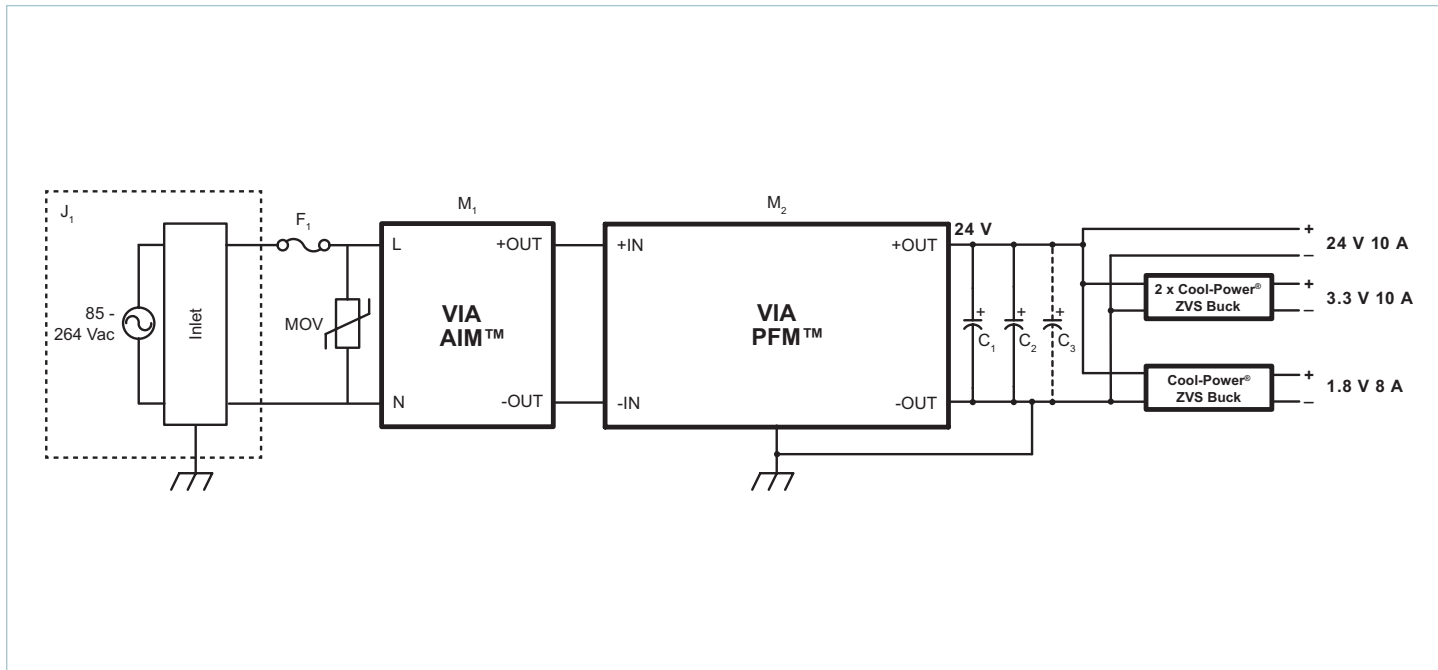 J₁
85 -
264 Vac
Inlet
F₁
MOV
M₁
L
+OUT
VIA
AIM™
N
-OUT
M₂
+IN
+OUT
VIA
PFM™
-IN
-OUT
24 V
+
C₁
+
C₂
+
C₃
+
24 V 10 A
–
2 x Cool-Power®
ZVS Buck
+
3.3 V 10 A
–
Cool-Power®
ZVS Buck
+
1.8 V 8 A
–